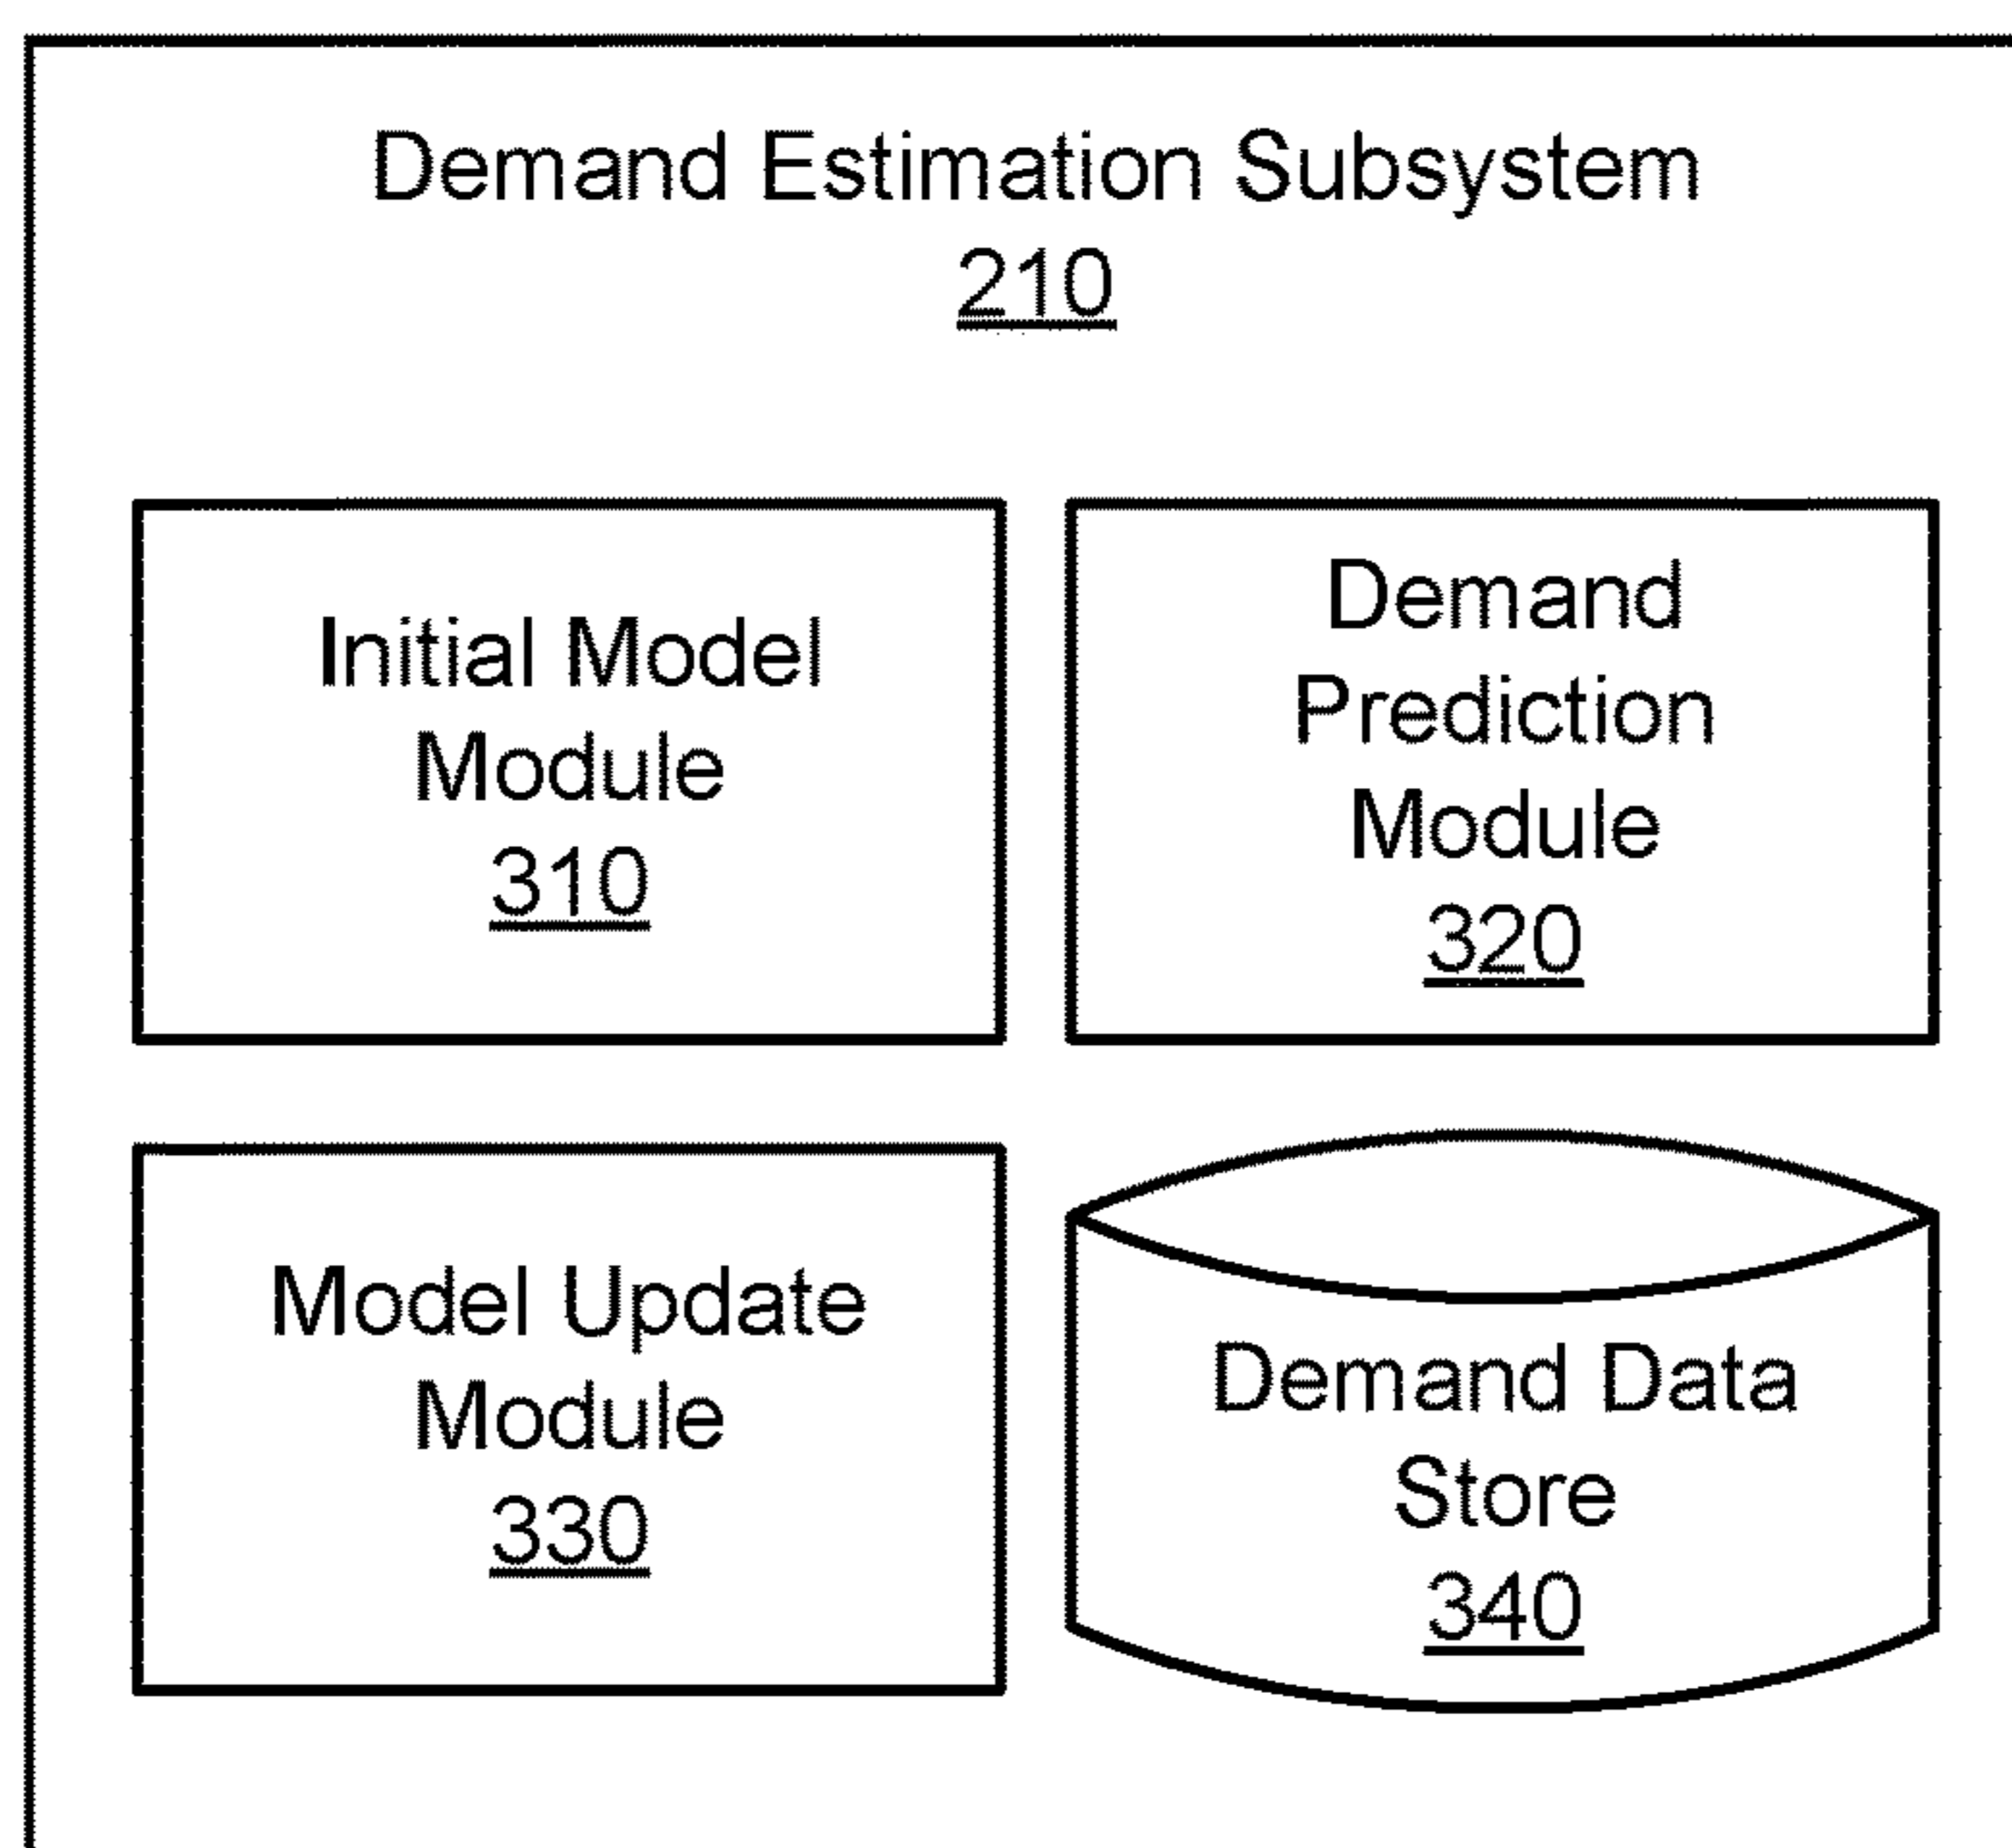 Demand Estimation Subsystem
210
Initial Model
Module
310
Demand
Prediction
Module
320
Model Update
Module
330
Demand Data
Store
340